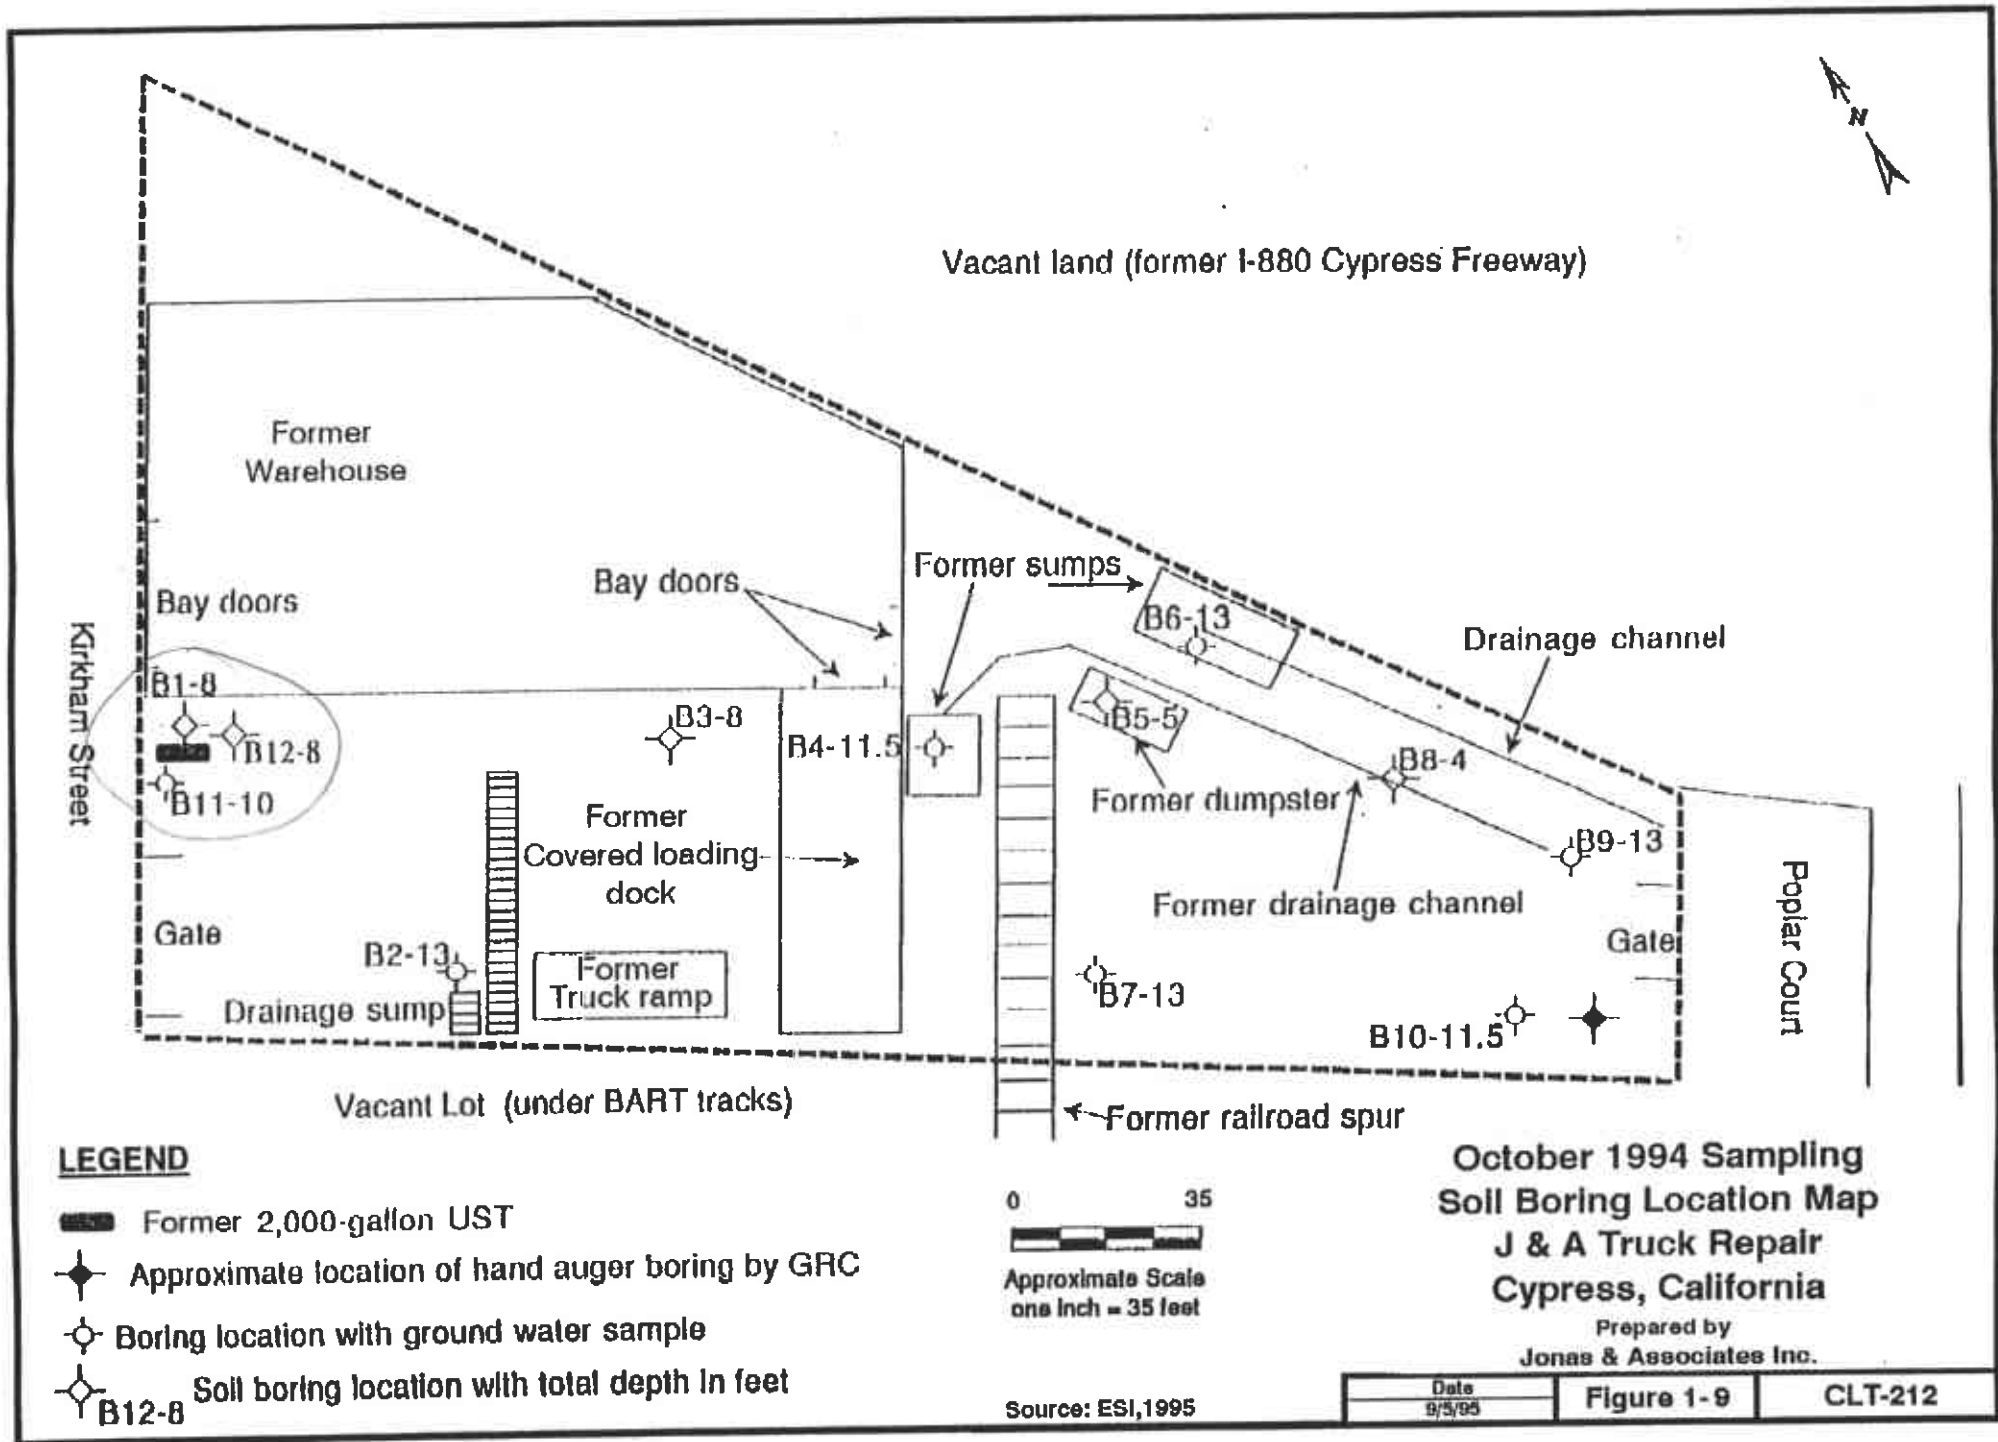 N
Vacant land (former I-880 Cypress Freeway)
Former
Warehouse
Former sumps
Bay doors
Bay doors
B6-13
Drainage channel
Kirkham Street
B1-8
B3-8
B4-11.5
B5-5
B12-8
B8-4
B11-10
Former dumpster
Former
Covered loading
dock
B9-13
Former drainage channel
Poplar Court
Gate
Gate
B2-13
Former
Truck ramp
B7-13
Drainage sump
B10-11.5
Vacant Lot (under BART tracks)
Former railroad spur
LEGEND
Former 2,000-gallon UST
Approximate location of hand auger boring by GRC
Boring location with ground water sample
Soil boring location with total depth in feet
B12-8
0 35
Approximate Scale
one inch = 35 feet
Source: ESI,1995
October 1994 Sampling
Soil Boring Location Map
J & A Truck Repair
Cypress, California
Prepared by
Jonas & Associates Inc.
Date
9/5/95
Figure 1-9
CLT-212